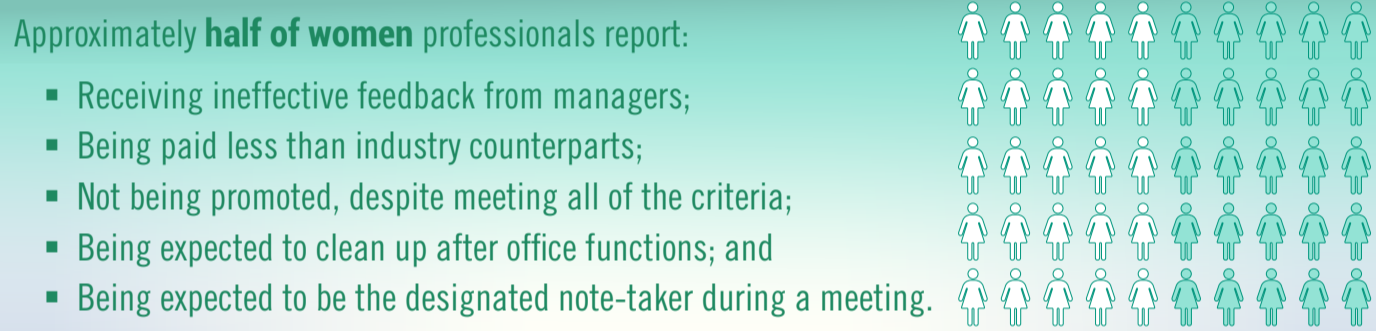 Approximately half of women professionals report:
▪ Receiving ineffective feedback from managers;
▪ Being paid less than industry counterparts;
▪ Not being promoted, despite meeting all of the criteria;
▪ Being expected to clean up after office functions; and
▪ Being expected to be the designated note-taker during a meeting.